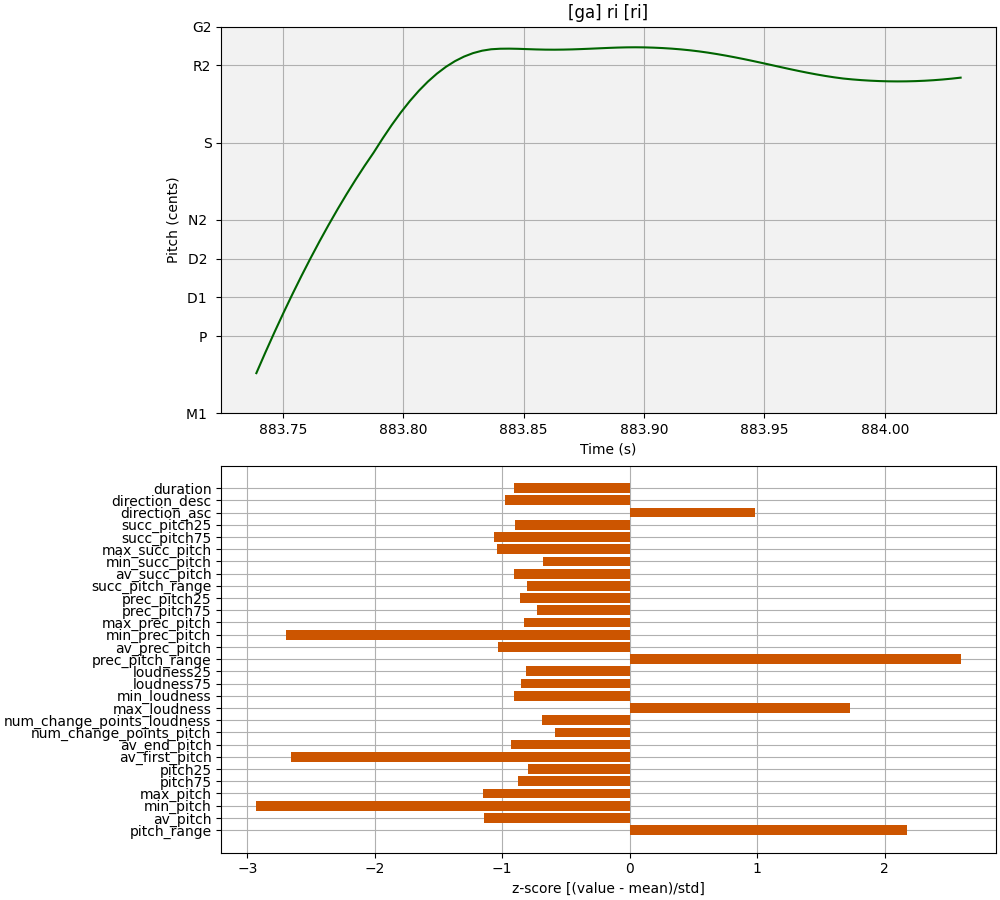 [ga] ri [ri]
G2
R2
S
N2
D2
D1
P
M1
Pitch (cents)
883.75 883.80 883.85 883.90 883.95 884.00
Time (s)
duration
direction_desc
direction_asc
succ_pitch25
succ_pitch75
max_succ_pitch
min_succ_pitch
av_succ_pitch
succ_pitch_range
prec_pitch25
prec_pitch75
max_prec_pitch
min_prec_pitch
av_prec_pitch
prec_pitch_range
loudness25
loudness75
min_loudness
max_loudness
num_change_points_loudness
num_change_points_pitch
av_end_pitch
av_first_pitch
pitch25
pitch75
max_pitch
min_pitch
av_pitch
pitch_range
−3 −2 −1 0 1 2
z-score [(value - mean)/std]